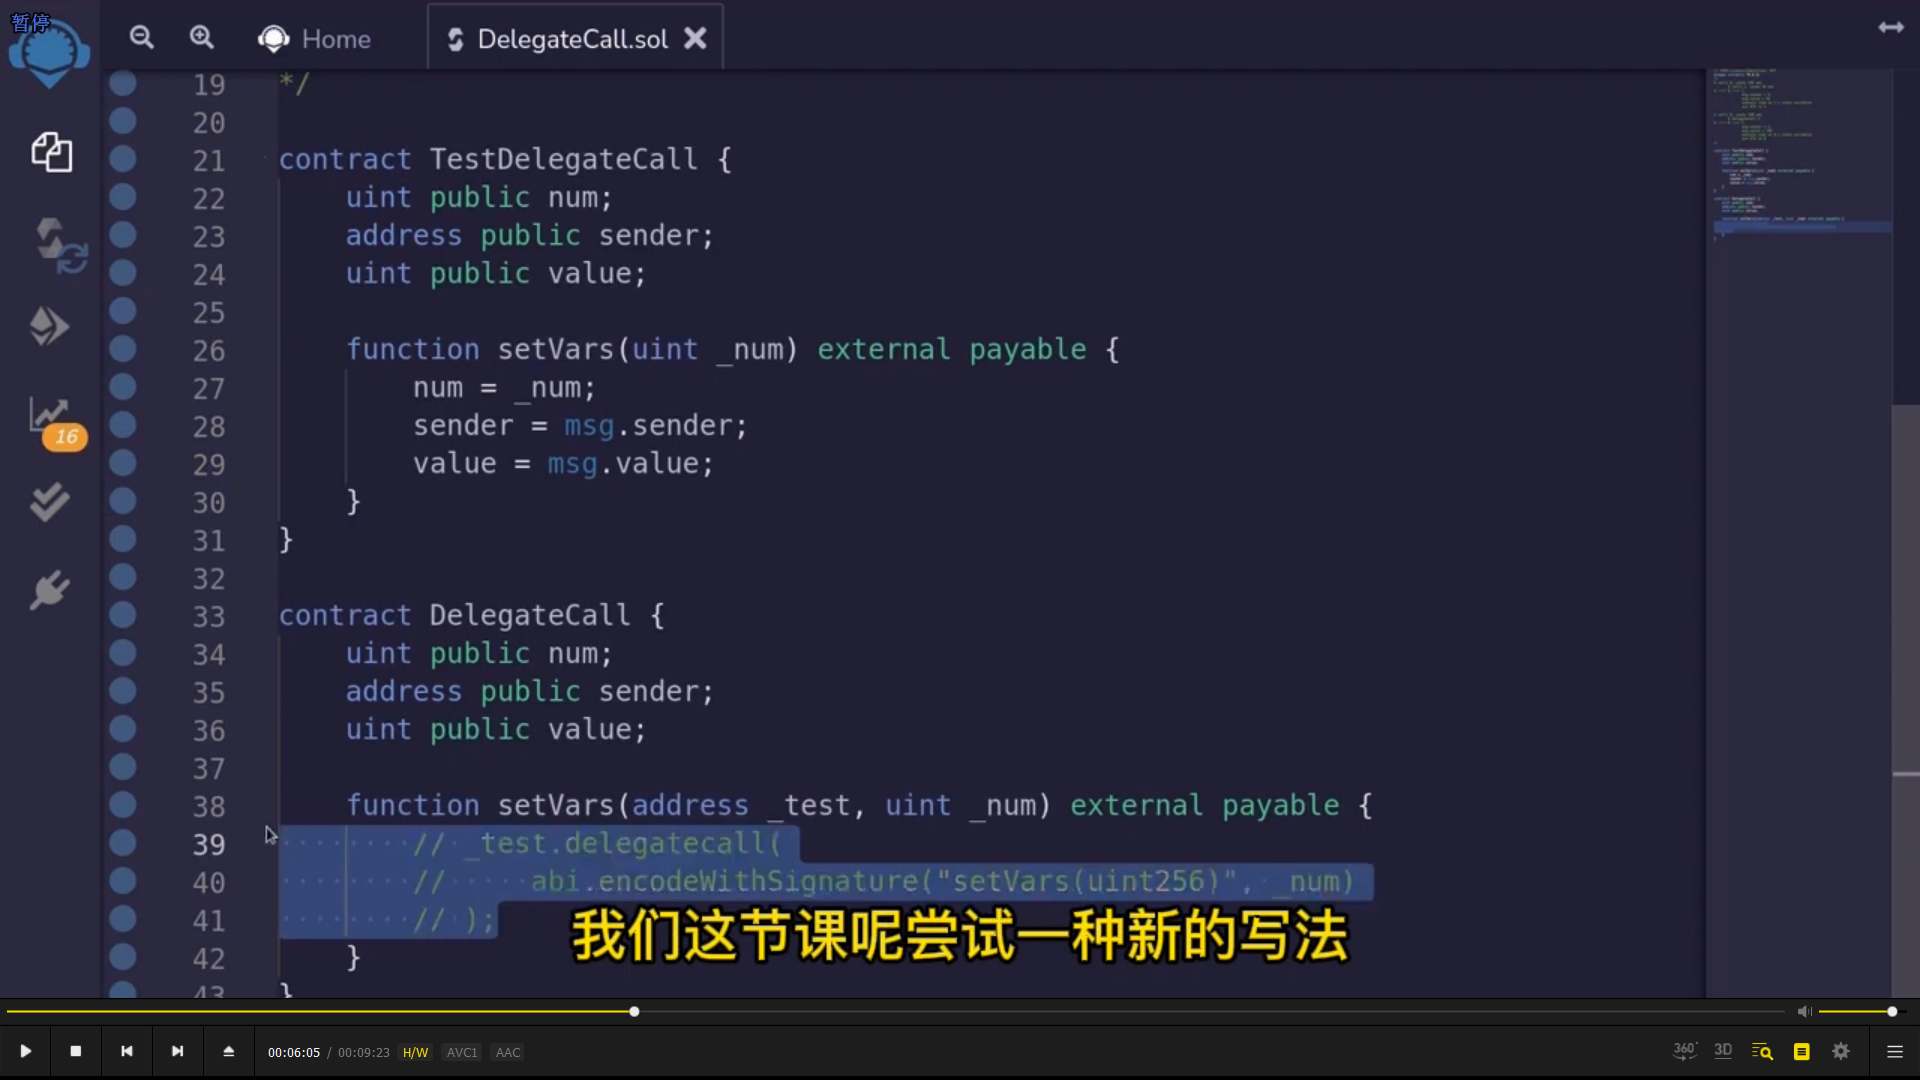 暂停
Home
DelegateCall.sol
16
19 */
20
21 contract TestDelegateCall {
22 uint public num;
23 address public sender;
24 uint public value;
25
26 function setVars(uint _num) external payable {
27 num = _num;
28 sender = msg.sender;
29 value = msg.value;
30 }
31 }
32
33 contract DelegateCall {
34 uint public num;
35 address public sender;
36 uint public value;
37
38 function setVars(address _test, uint _num) external payable {
39 // _test.delegatecall(
40 // abi.encodeWithSignature("setVars(uint256)", _num)
41 // );
42 }
43 }
我们这节课呢尝试一种新的写法
00:06:05 / 00:09:23 H/W AVC1 AAC
360° 3D